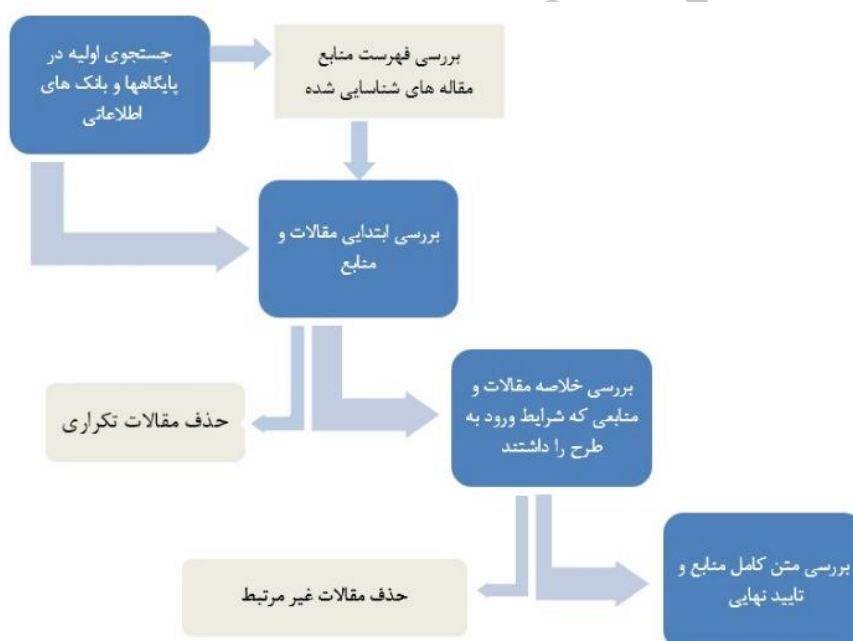 جستجوی اولیه در
پایگاهها و بانک های
اطلاعاتی
بررسی فهرست منابع
مقاله های شناسایی شده
بررسی ابتدایی مقالات و
منابع
حذف مقالات تکراری
بررسی خلاصه مقالات و
منابعی که شرایط ورود به
طرح را داشتند
حذف مقالات غیر مرتبط
بررسی متن کامل منابع و
تایید نهایی